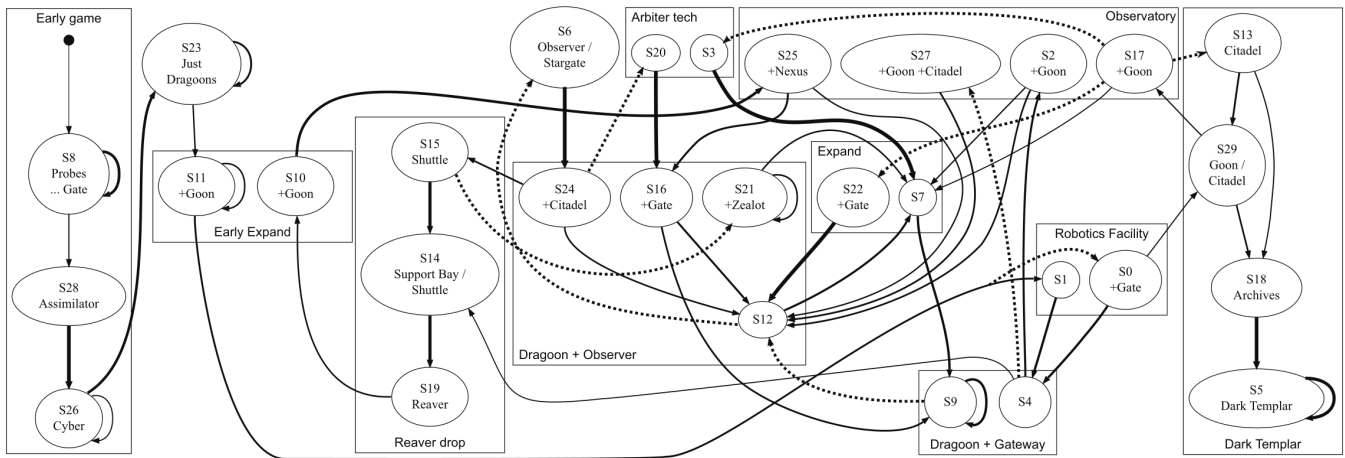 Early game
S8
Probes
... Gate
S28
Assimilator
S26
Cyber
S23
Just
Dragoons
S11
+Goon
S10
+Goon
Early Expand
S15
Shuttle
S14
Support Bay /
Shuttle
S19
Reaver
Reaver drop
S6
Observer /
Stargate
Arbiter tech
S20
S3
S24
+Citadel
S16
+Gate
S21
+Zealot
S12
Dragoon + Observer
Observatory
S25
+Nexus
S27
+Goon +Citadel
S2
+Goon
S17
+Goon
Expand
S22
+Gate
S7
Robotics Facility
S1
S0
+Gate
S9
S4
Dragoon + Gateway
S13
Citadel
S29
Goon /
Citadel
S18
Archives
S5
Dark Templar
Dark Templar